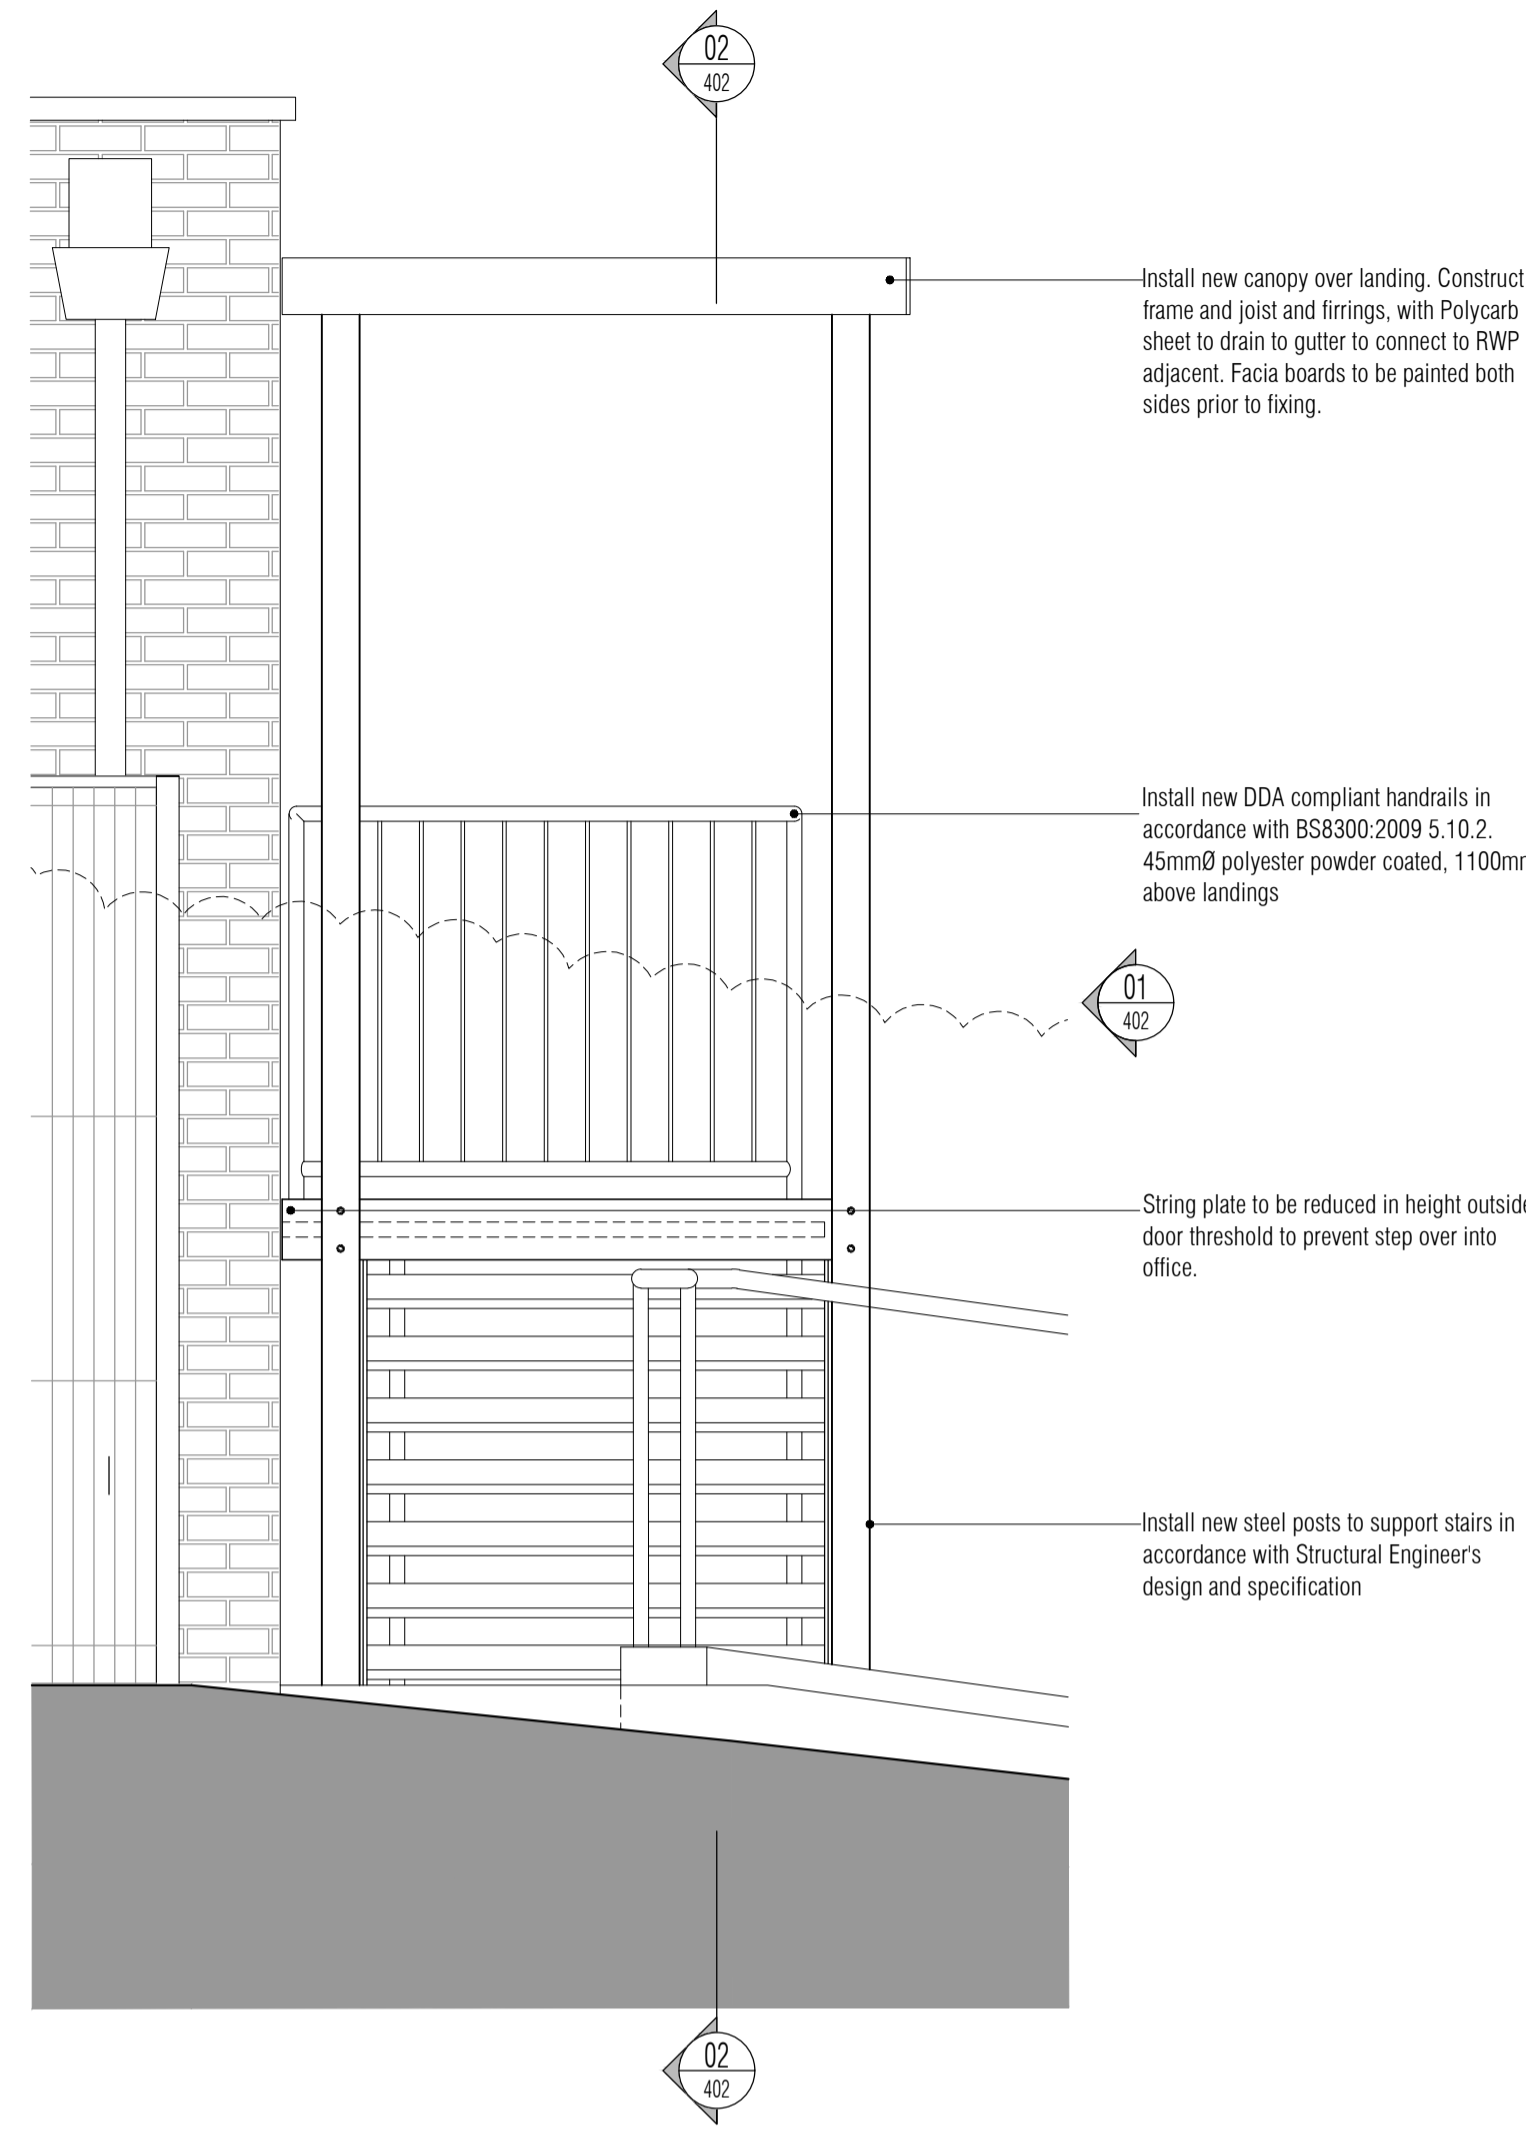 02
402
Install new canopy over landing. Construct
frame and joist and firrings, with Polycarb
sheet to drain to gutter to connect to RWP
adjacent. Facia boards to be painted both
sides prior to fixing.
Install new DDA compliant handrails in
accordance with BS8300:2009 5.10.2.
45mmØ polyester powder coated,
above landings
01
402
String plate to be reduced in height
door threshold to prevent step over into
office.
Install new steel posts to support stairs in
accordance with Structural Engineer's
design and specification
02
402